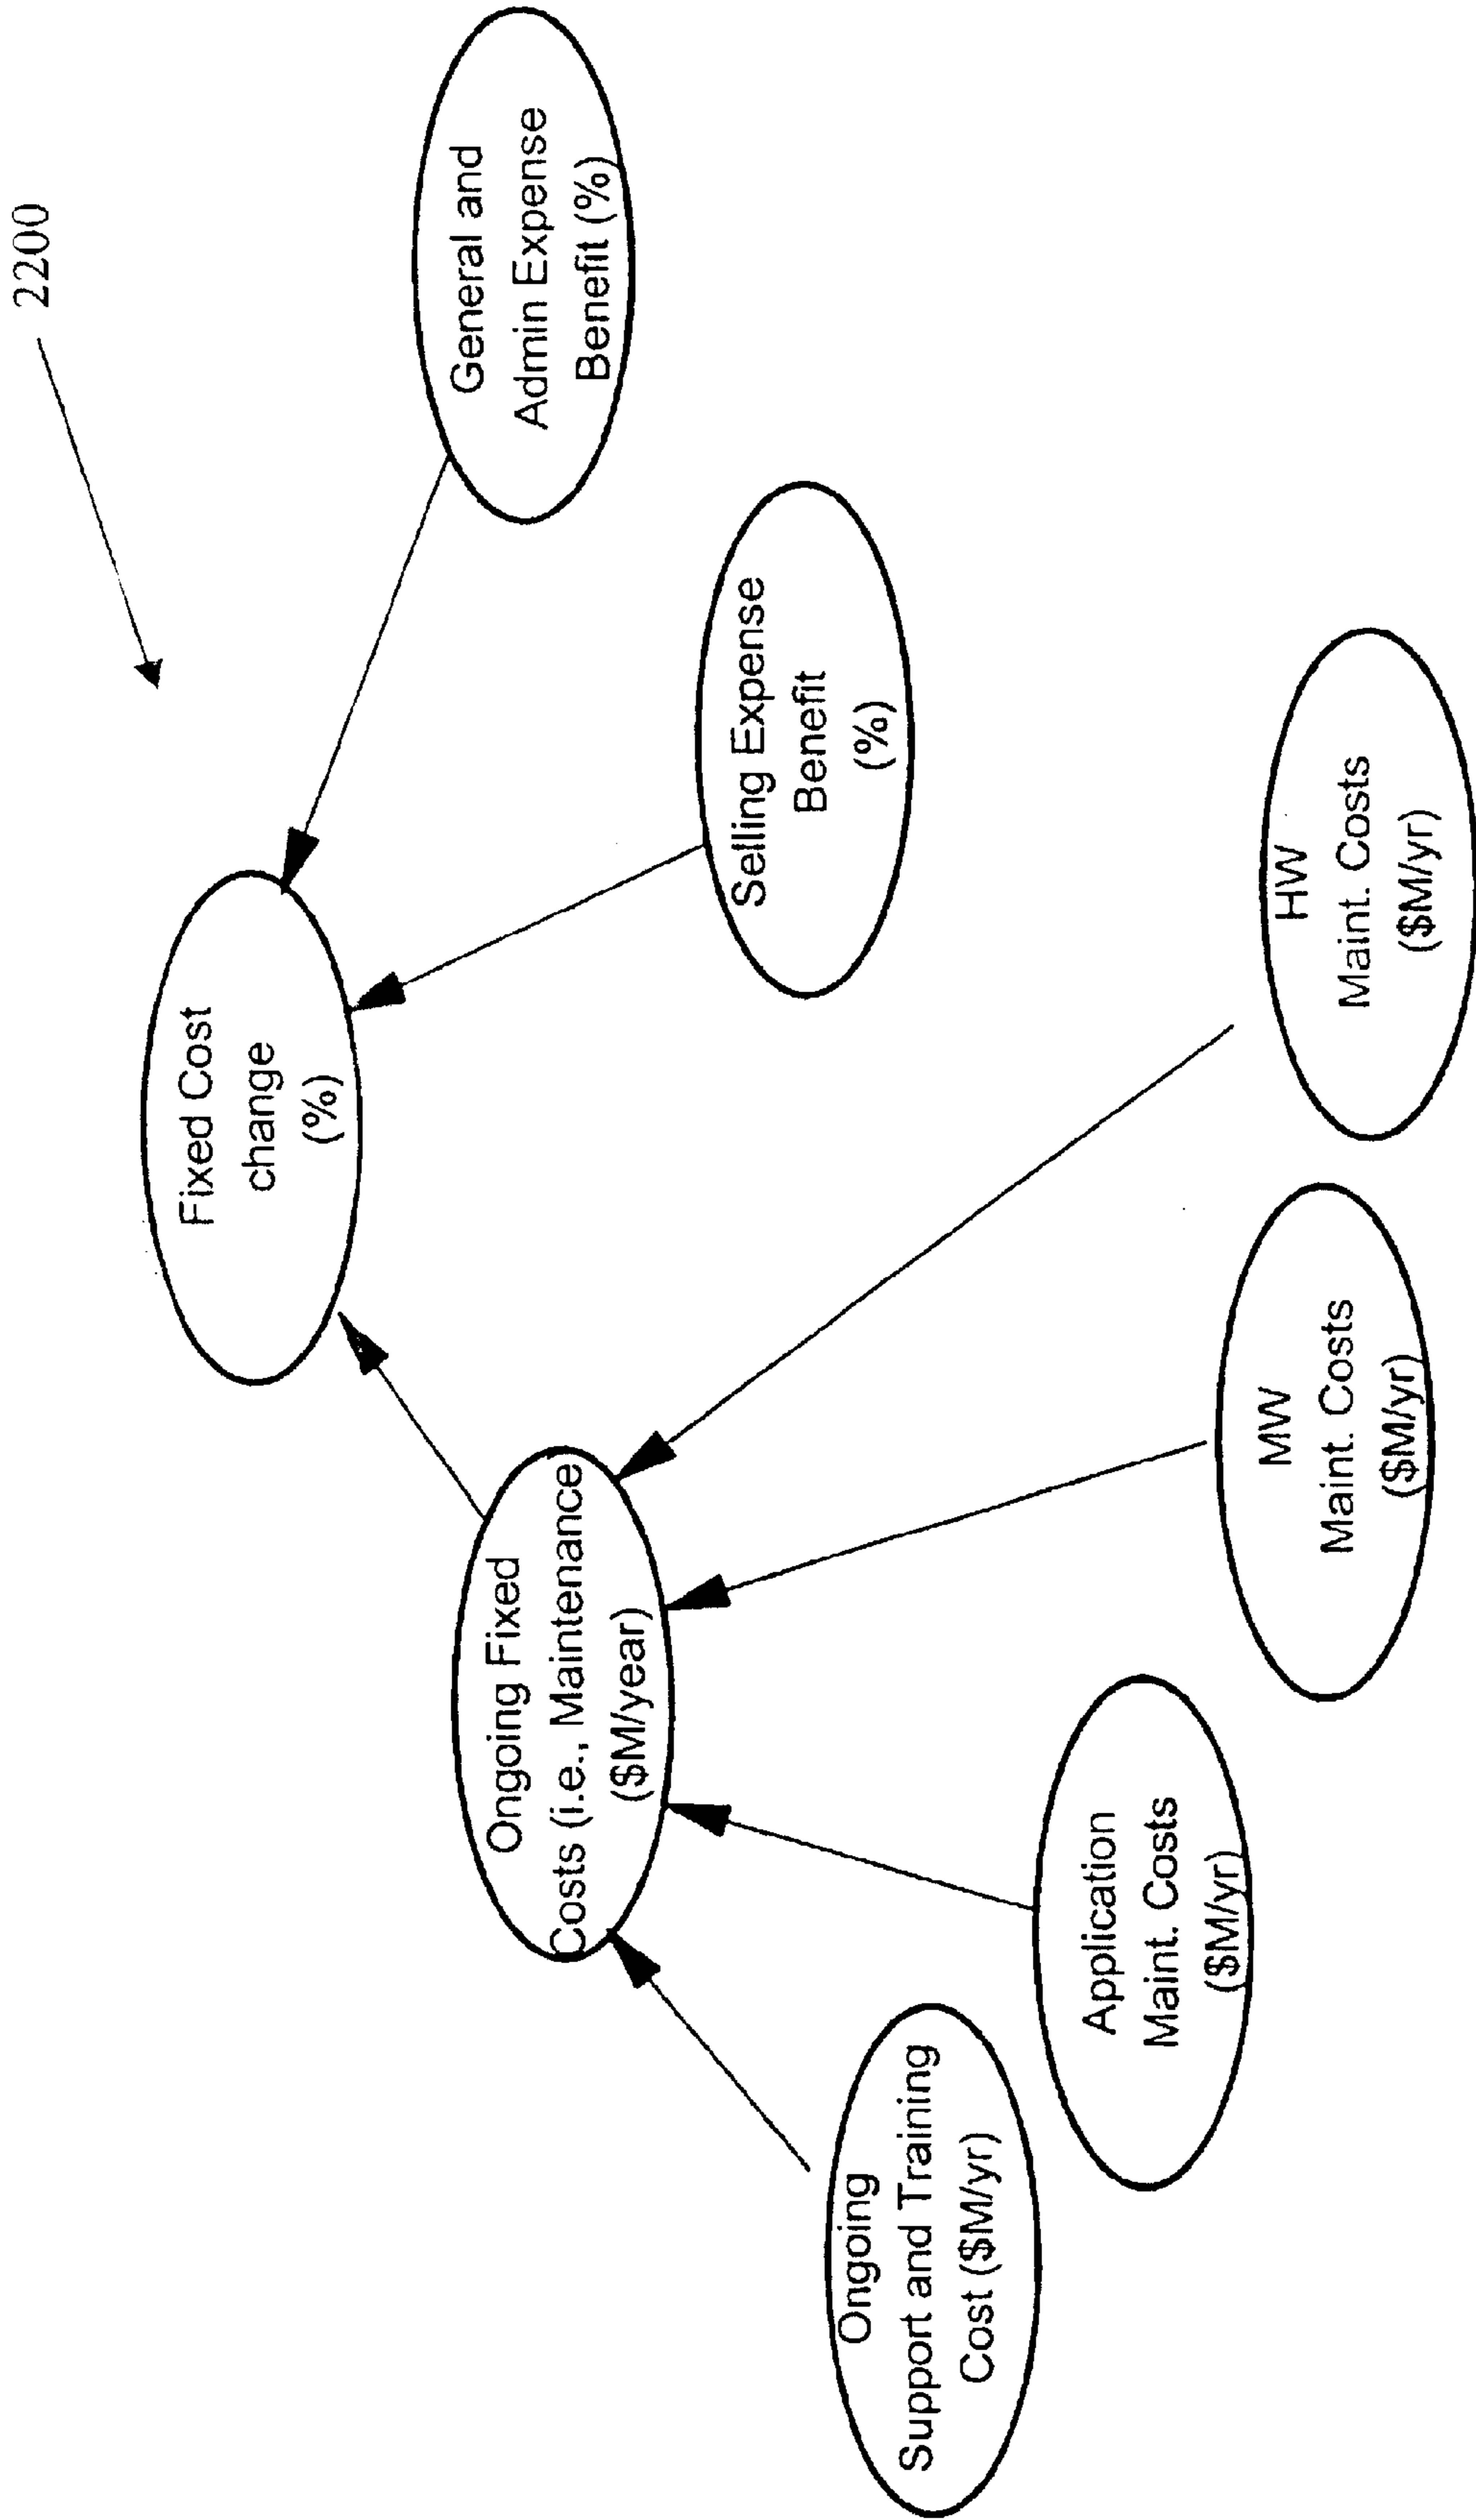 2200
Fixed Cost
change
(%)
General and
Admin Expense
Benefit (%)
Ongoing Fixed
Costs (i.e., Maintenance
($M/year)
Selling Expense
Benefit
(%)
Ongoing
Support and Training
Cost ($M/yr)
Application
Maint. Costs
($M/yr)
MW
Maint. Costs
($M/yr)
HW
Maint. Costs
($M/yr)